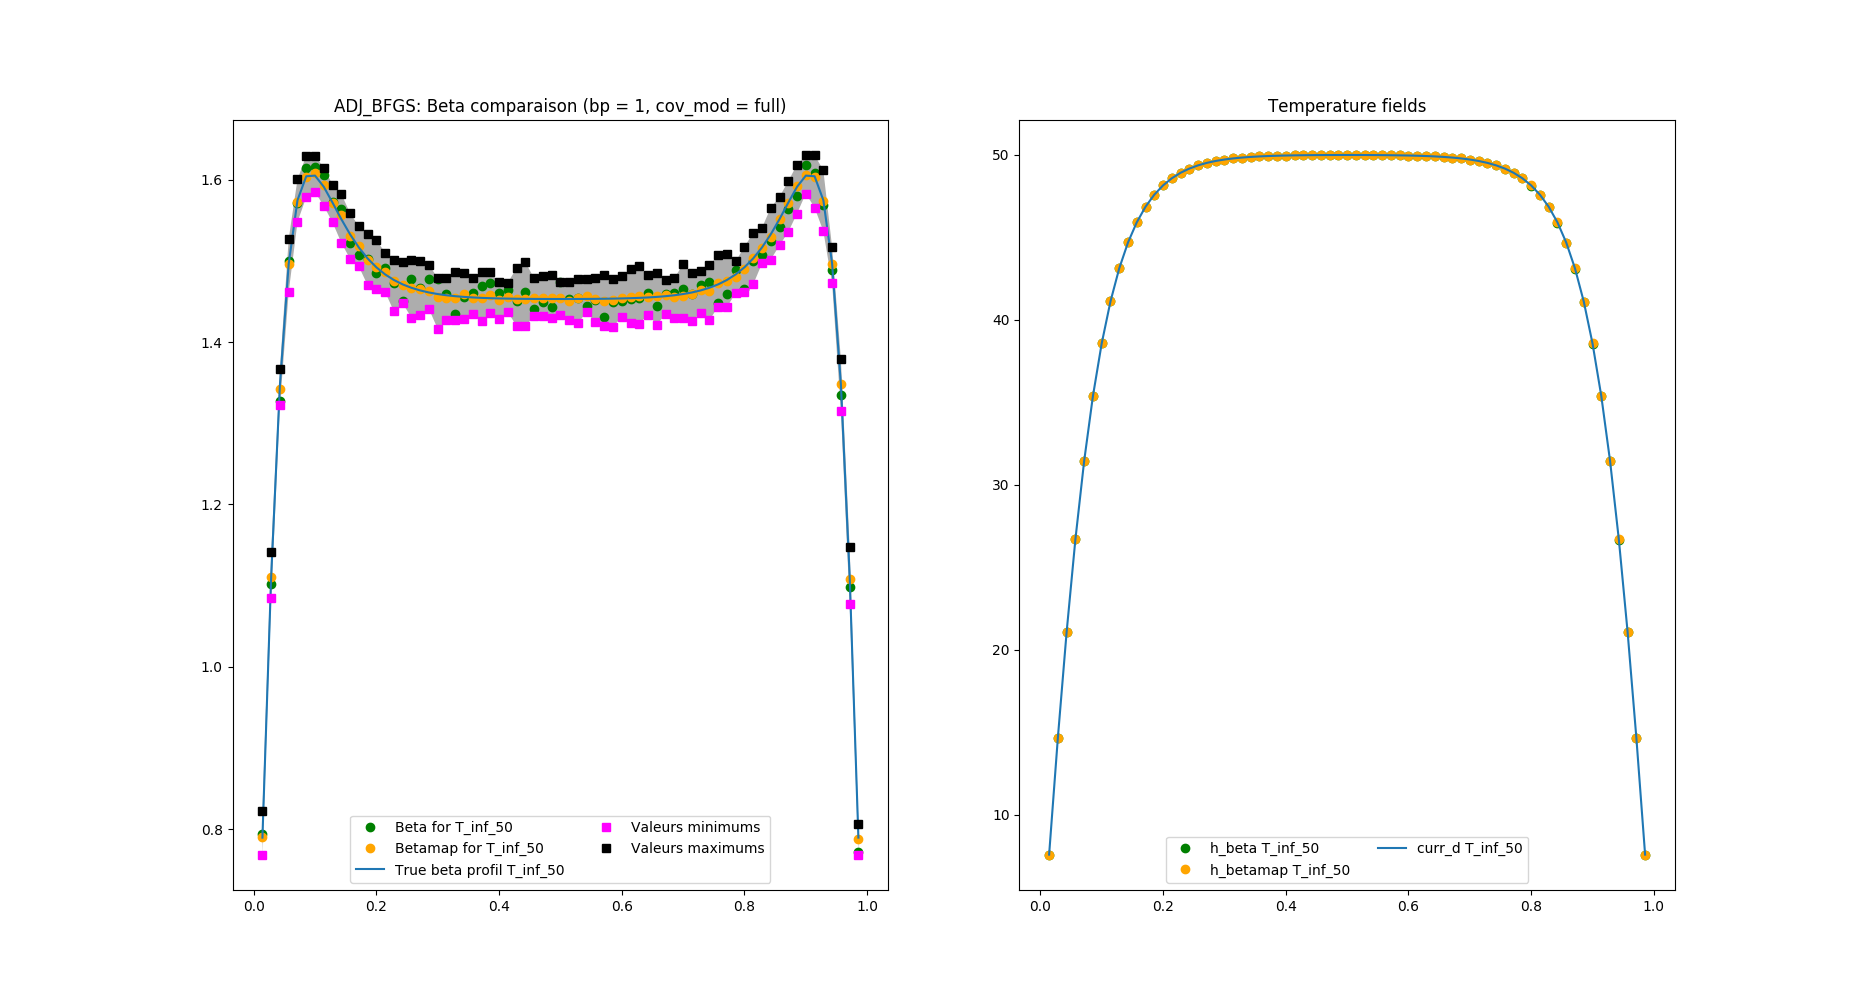 ADJ_BFGS: Beta comparaison (bp = 1, cov_mod = full)
1.6
1.4
1.2
1.0
0.8
0.0 0.2 0.4 0.6 0.8 1.0
Beta for T_inf_50
Betamap for T_inf_50
True beta profil T_inf_50
Valeurs minimums
Valeurs maximums
Temperature fields
50
40
30
20
10
0.0 0.2 0.4 0.6 0.8 1.0
h_beta T_inf_50
h_betamap T_inf_50
curr_d T_inf_50